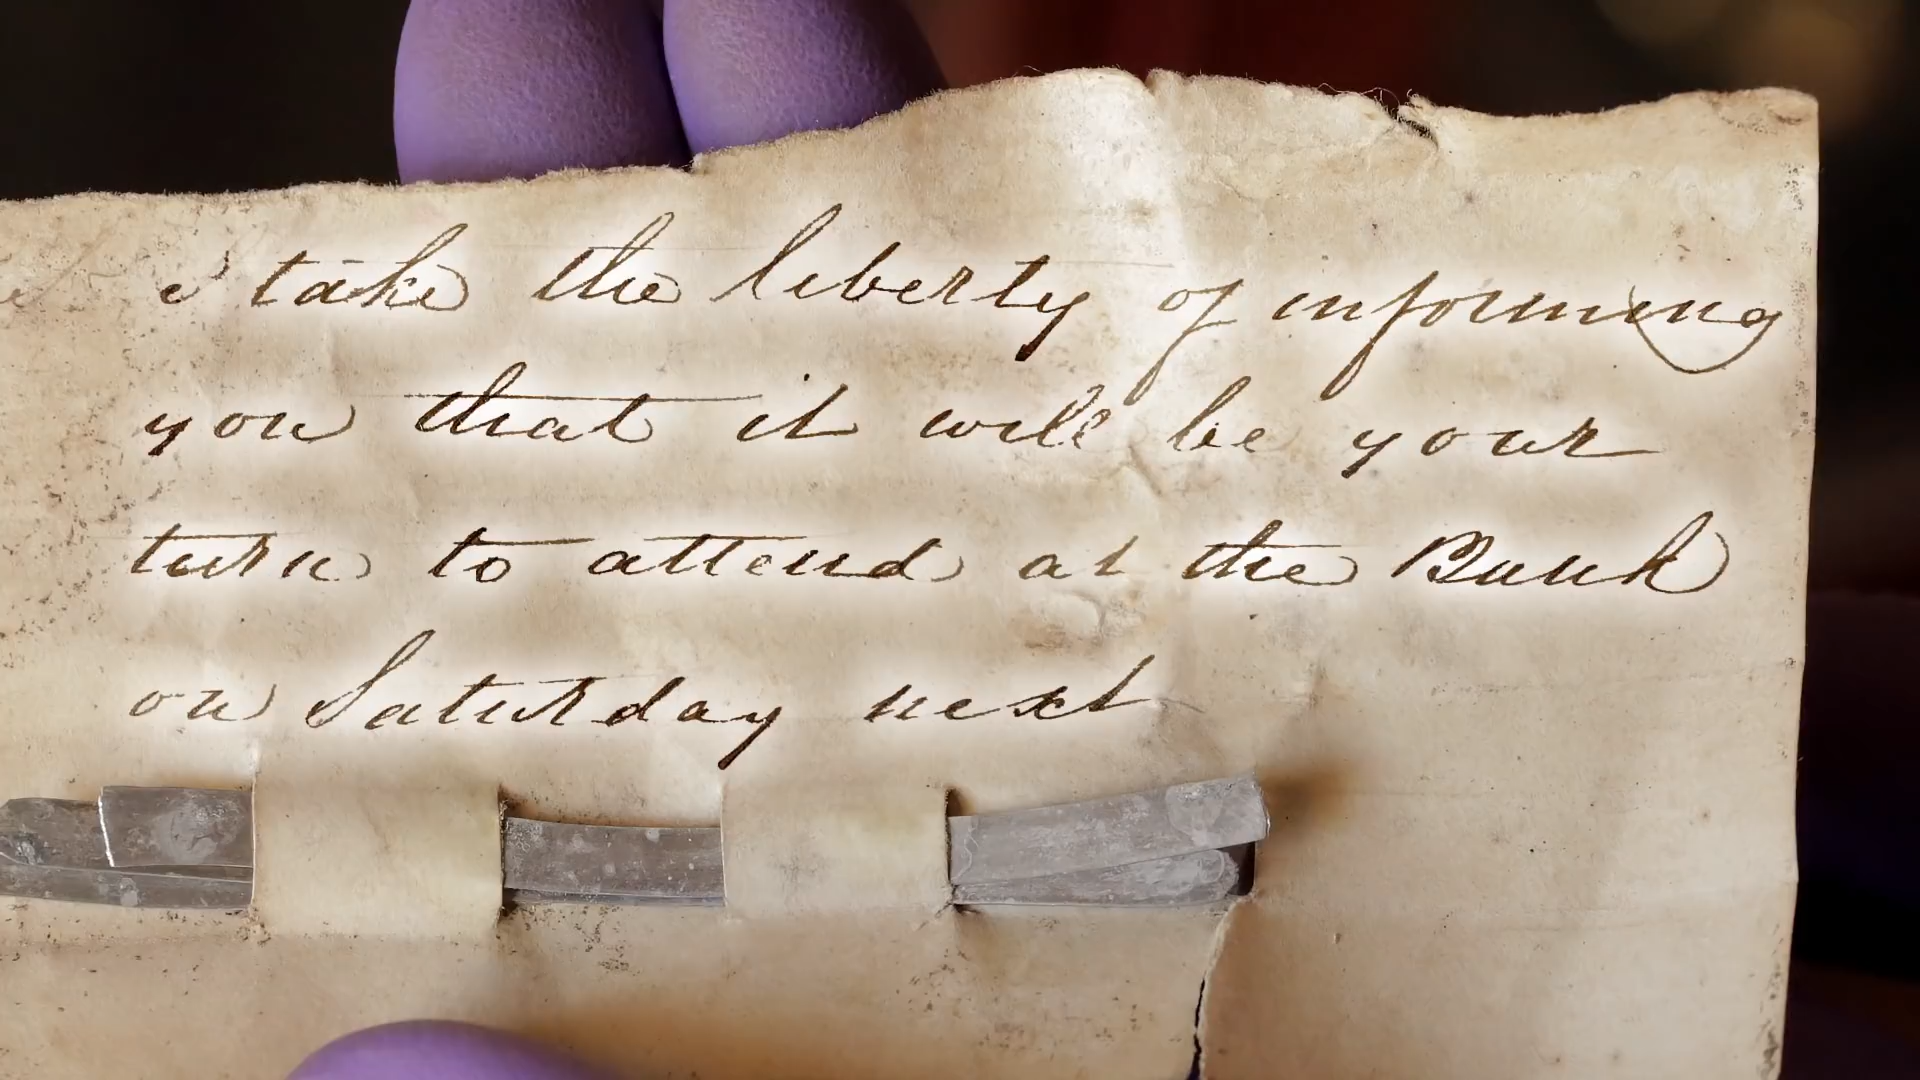 I take the liberty of informing
you that it will be your
turn to attend at the Bank
on Saturday next